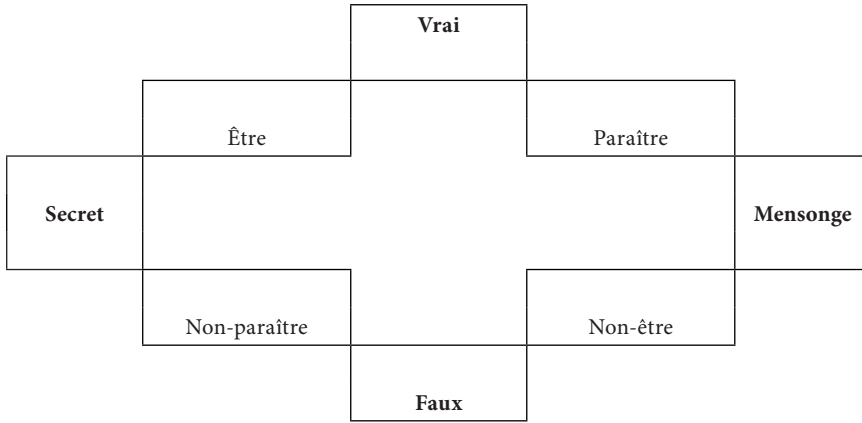 Vrai
Être
Paraître
Secret
Mensonge
Non-paraître
Non-être
Faux